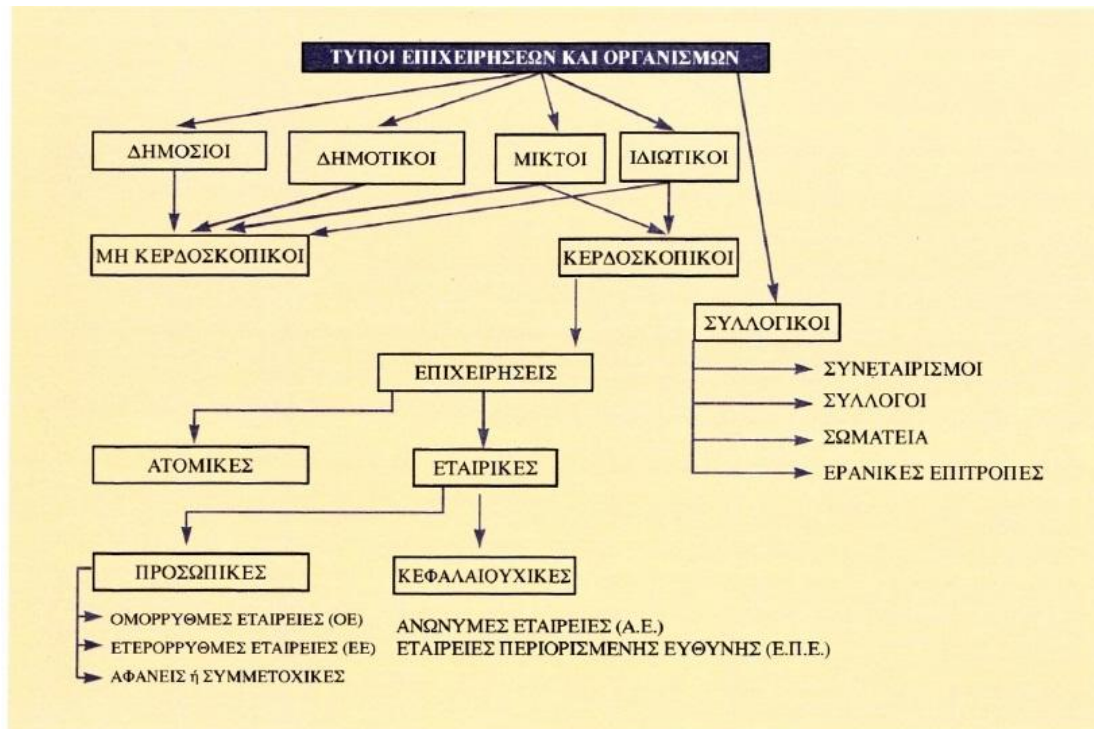 ΤΥΠΟΙ ΕΠΙΧΕΙΡΗΣΕΩΝ ΚΑΙ ΟΡΓΑΝΙΣΜΩΝ
ΔΗΜΟΣΙΟΙ
ΔΗΜΟΤΙΚΟΙ
ΜΙΚΤΟΙ
ΙΔΙΩΤΙΚΟΙ
ΜΗ ΚΕΡΔΟΣΚΟΠΙΚΟΙ
ΚΕΡΔΟΣΚΟΠΙΚΟΙ
ΣΥΛΛΟΓΙΚΟΙ
ΣΥΝΕΤΑΙΡΙΣΜΟΙ
ΣΥΛΛΟΓΟΙ
ΣΩΜΑΤΕΙΑ
ΕΡΑΝΙΚΕΣ ΕΠΙΤΡΟΠΕΣ
ΕΠΙΧΕΙΡΗΣΕΙΣ
ΑΤΟΜΙΚΕΣ
ΕΤΑΙΡΙΚΕΣ
ΠΡΟΣΩΠΙΚΕΣ
ΚΕΦΑΛΑΙΟΥΧΙΚΕΣ
ΟΜΟΡΡΥΘΜΕΣ ΕΤΑΙΡΕΙΕΣ (ΟΕ)
ΕΤΕΡΟΡΡΥΘΜΕΣ ΕΤΑΙΡΕΙΕΣ (ΕΕ)
ΑΦΑΝΕΙΣ ή ΣΥΜΜΕΤΟΧΙΚΕΣ
ΑΝΩΝΥΜΕΣ ΕΤΑΙΡΕΙΕΣ (Α.Ε.)
ΕΤΑΙΡΕΙΕΣ ΠΕΡΙΟΡΙΣΜΕΝΗΣ ΕΥΘΥΝΗΣ (Ε.Π.Ε.)